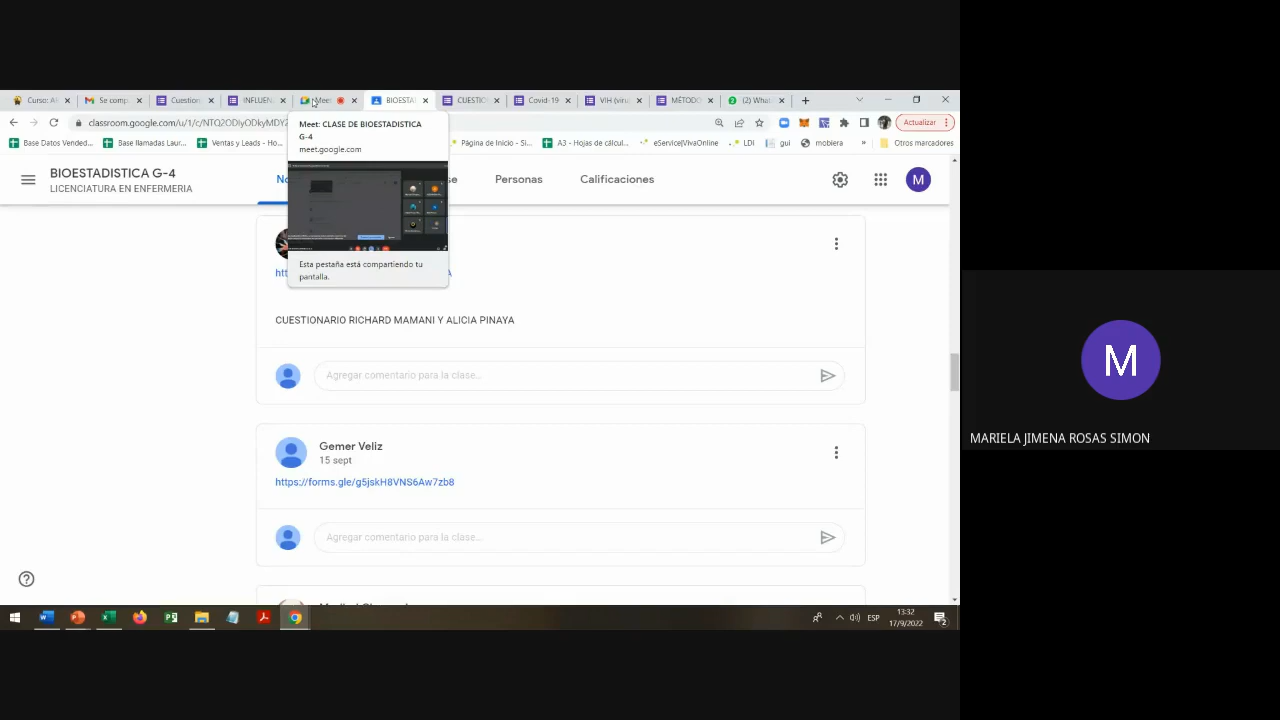 Curso: A
Se comp
Cuestion
INFLUEN
Meet
BIOESTA
CUESTIO
Covid-19
VIH (viru
MÉTODO
(2) What
classroom.google.com/u/1/c/
Actualizar
Base Datos Vended...
Base llamadas Laur...
Ventas y Leads - Ho...
Página de Inicio - Si...
LDI
A3 - Hojas de cálcul...
eService|VivaOnline
gui
mobiera
»
Otros marcadores
Meet: CLASE DE BIOESTADISTICA
G-4
meet.google.com
Esta pestaña está compartiendo tu
pantalla.
BIOESTADISTICA G-4
LICENCIATURA EN ENFERMERIA
No
se
Personas
Calificaciones
M
htt
A
CUESTIONARIO RICHARD MAMANI Y ALICIA PINAYA
Agregar comentario para la clase...
Gemer Veliz
15 sept
https://forms.gle/g5jskH8VNS6Aw7zb8
Agregar comentario para la clase...
ESP
13:32
17/9/2022
2
M
MARIELA JIMENA ROSAS SIMON